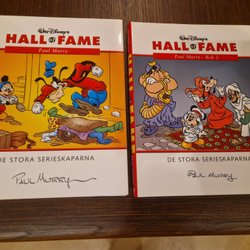 Walt Disney's
HALL OF FAME
Paul Murry
DE STORA SERIESKAPARNA
PAUL MURRY
Walt Disney's
HALL OF FAME
Paul Murry - Bok 2
DE STORA SERIESKAPARNA
PAUL MURRY